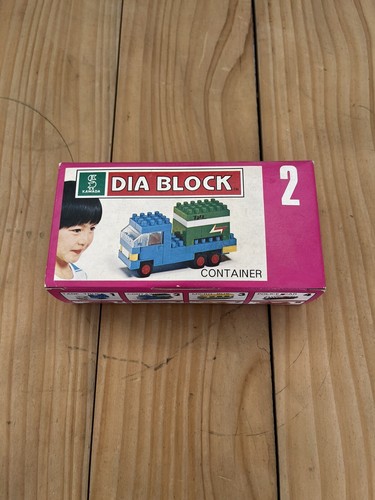 KAWADA
DIA BLOCK
2
CONTAINER